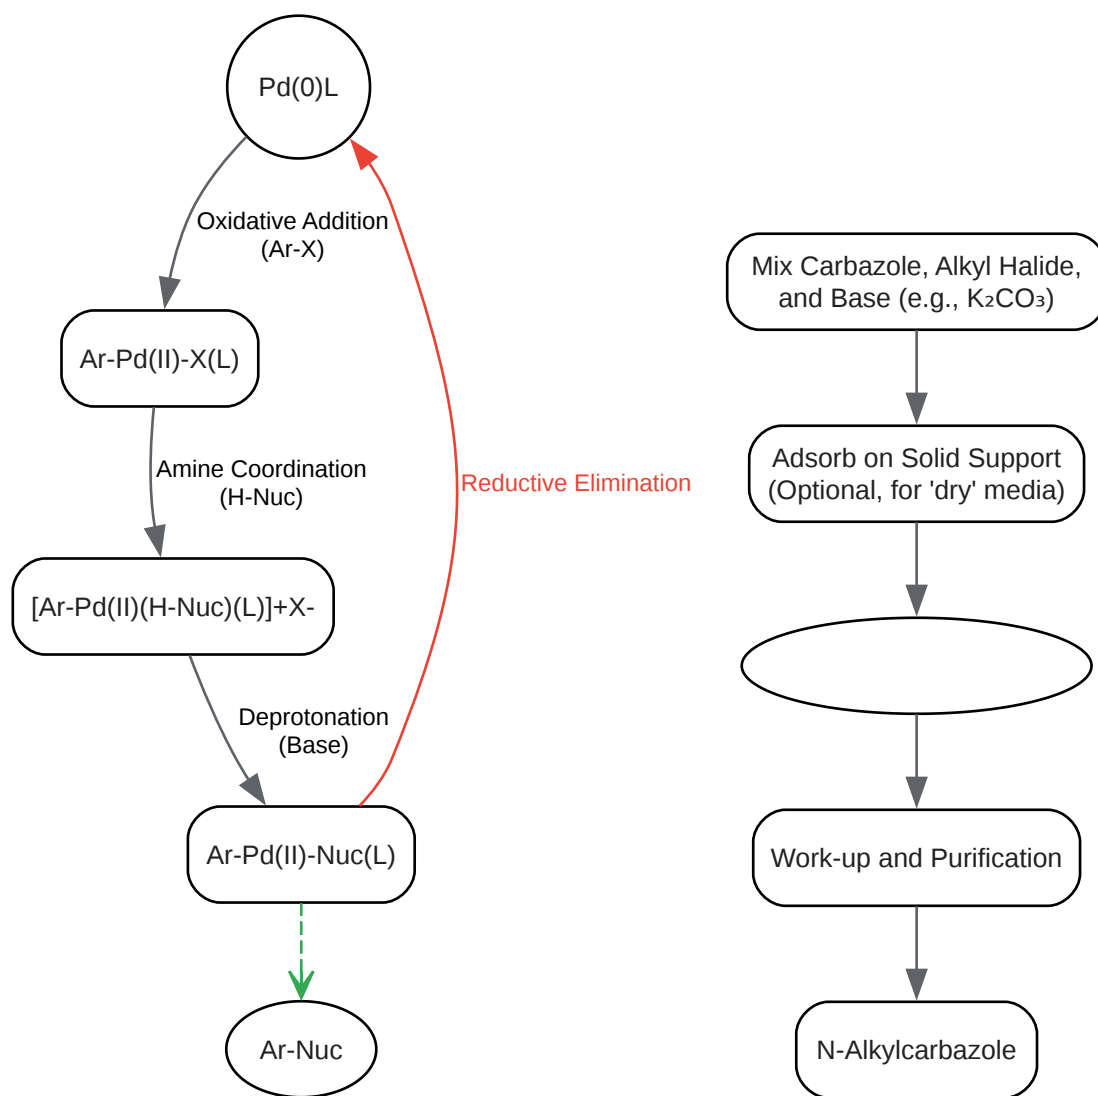 Pd(0)L
Oxidative Addition
(Ar-X)
Ar-Pd(II)-X(L)
Amine Coordination
(H-Nuc)
[Ar-Pd(II)(H-Nuc)(L)]+X-
Deprotonation
(Base)
Ar-Pd(II)-Nuc(L)
Reductive Elimination
Ar-Nuc
Mix Carbazole, Alkyl Halide,
and Base (e.g., K₂CO₃)
Adsorb on Solid Support
(Optional, for 'dry' media)
Work-up and Purification
N-Alkylcarbazole